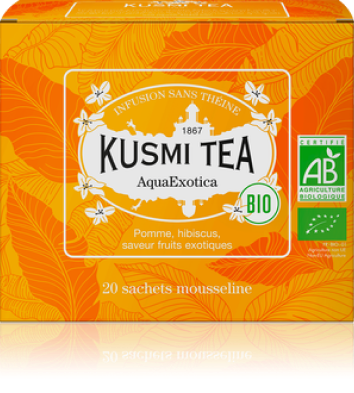 INFUSION SANS THÉINE
1867
KUSMI TEA
AquaExotica
BIO
Pomme, hibiscus,
saveur fruits exotiques
20 sachets mousseline
CERTIFIÉ
AB
AGRICULTURE
BIOLOGIQUE